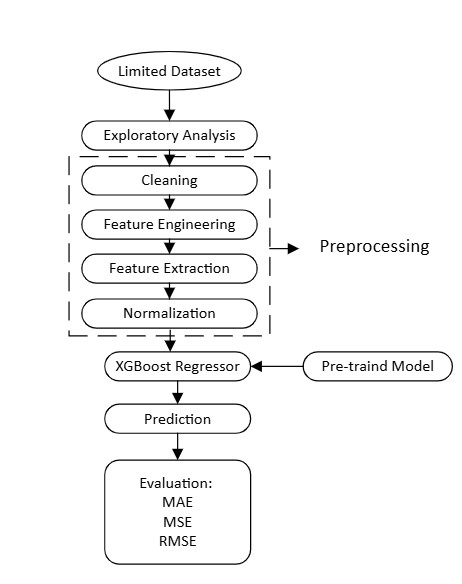 Limited Dataset
Exploratory Analysis
Cleaning
Feature Engineering
Preprocessing
Feature Extraction
Normalization
XGBoost Regressor
Pre-traind Model
Prediction
Evaluation:
MAE
MSE
RMSE